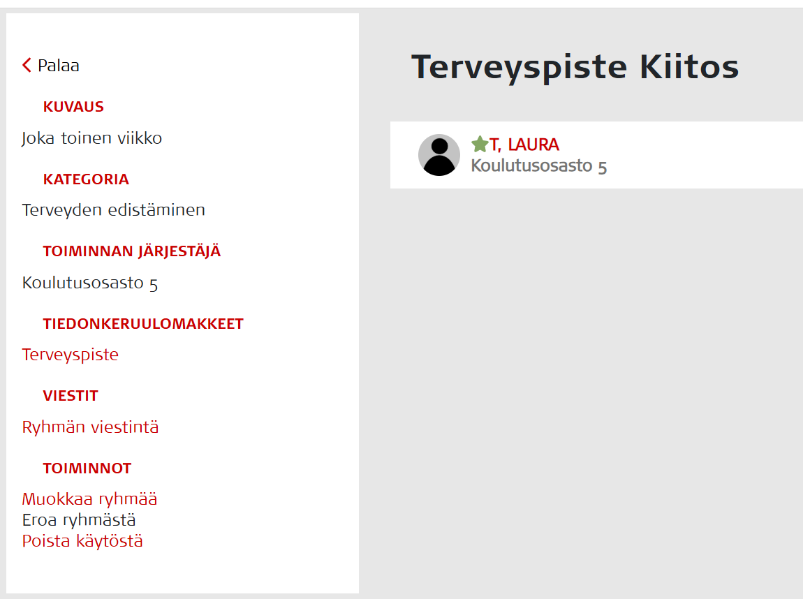 Palaa
KUVAUS
Joka toinen viikko
KATEGORIA
Terveyden edistäminen
TOIMINNAN JÄRJESTÄJÄ
Koulutusosasto 5
TIEDONKERUULOMAKKEET
Terveyspiste
VIESTIT
Ryhmän viestintä
TOIMINNOT
Muokkaa ryhmää
Eroa ryhmästä
Poista käytöstä
Terveyspiste Kiitos
T, LAURA
Koulutusosasto 5